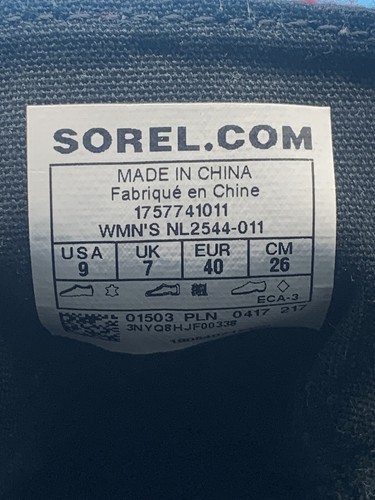 SOREL.COM
MADE IN CHINA
Fabriqué en Chine
1757741011
WMN'S NL2544-011
USA UK EUR CM
9 7 40 26
ECA-3
01503 PLN 0417 217
3NYQ8HJF00338